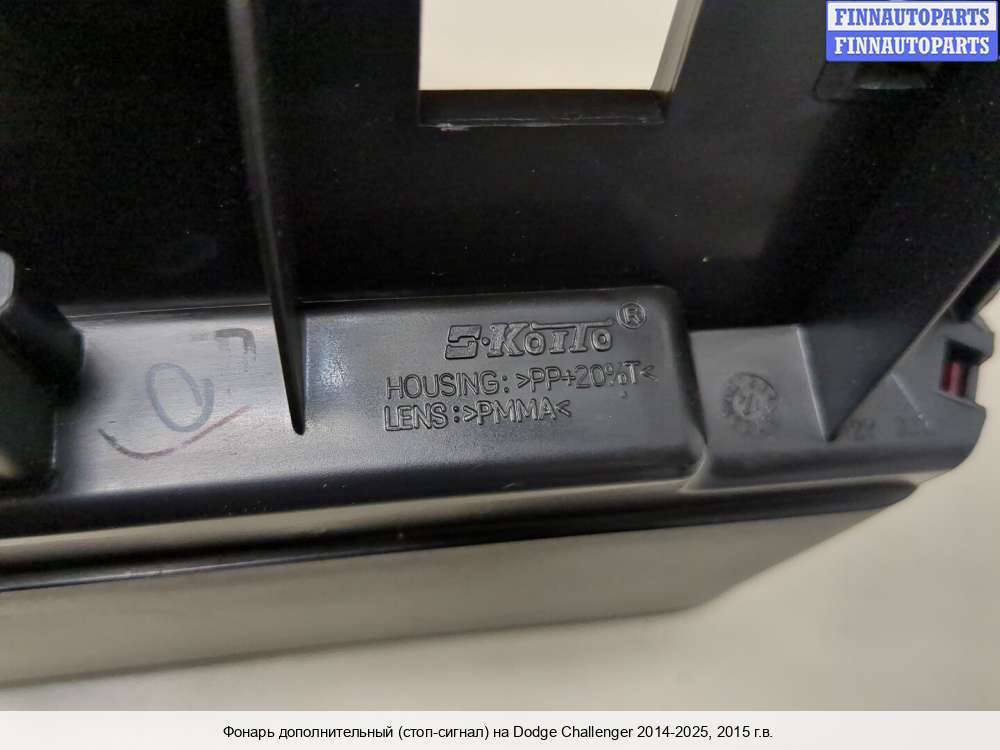 FINNAUTOPARTS
FINNAUTOPARTS
S·KOITO®
HOUSING: >PP+20%T<
LENS:>PMMA<
Фонарь дополнительный (стоп-сигнал) на Dodge Challenger 2014-2025, 2015 г.в.